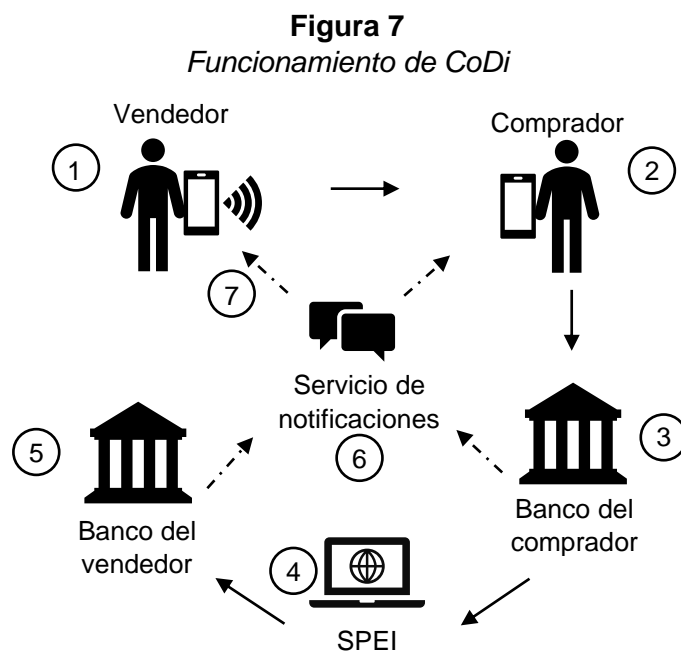 Figura 7
Funcionamiento de CoDi
Vendedor
Comprador
1
2
7
Servicio de
notificaciones
6
5
3
Banco del
vendedor
Banco del
comprador
4
SPEI